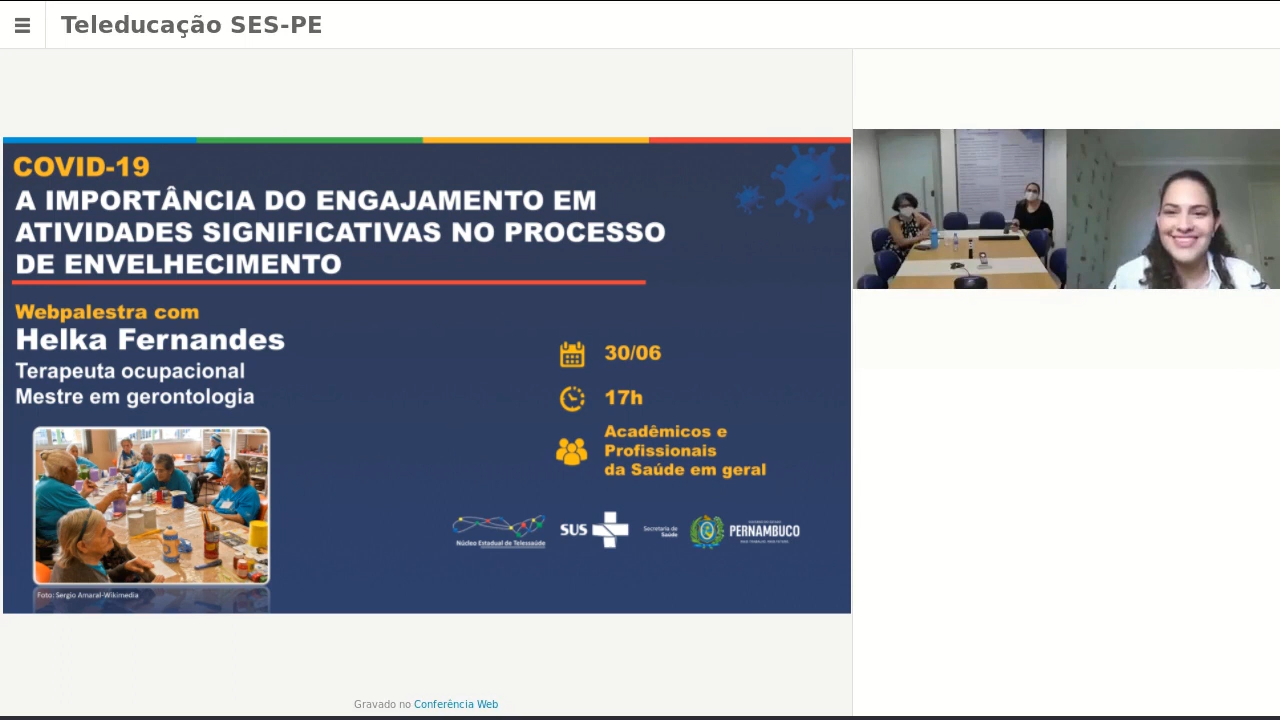 Teleducação SES-PE
COVID-19
A IMPORTÂNCIA DO ENGAJAMENTO EM
ATIVIDADES SIGNIFICATIVAS NO PROCESSO
DE ENVELHECIMENTO
Webpalestra com
Helka Fernandes
Terapeuta ocupacional
Mestre em gerontologia
30/06
17h
Acadêmicos e
Profissionais
da Saúde em geral
Núcleo Estadual de Telessaúde
SUS
Secretaria de
Saúde
PERNAMBUCO
Foto: Sergio Amaral-Wikimedia
Gravado no Conferência Web